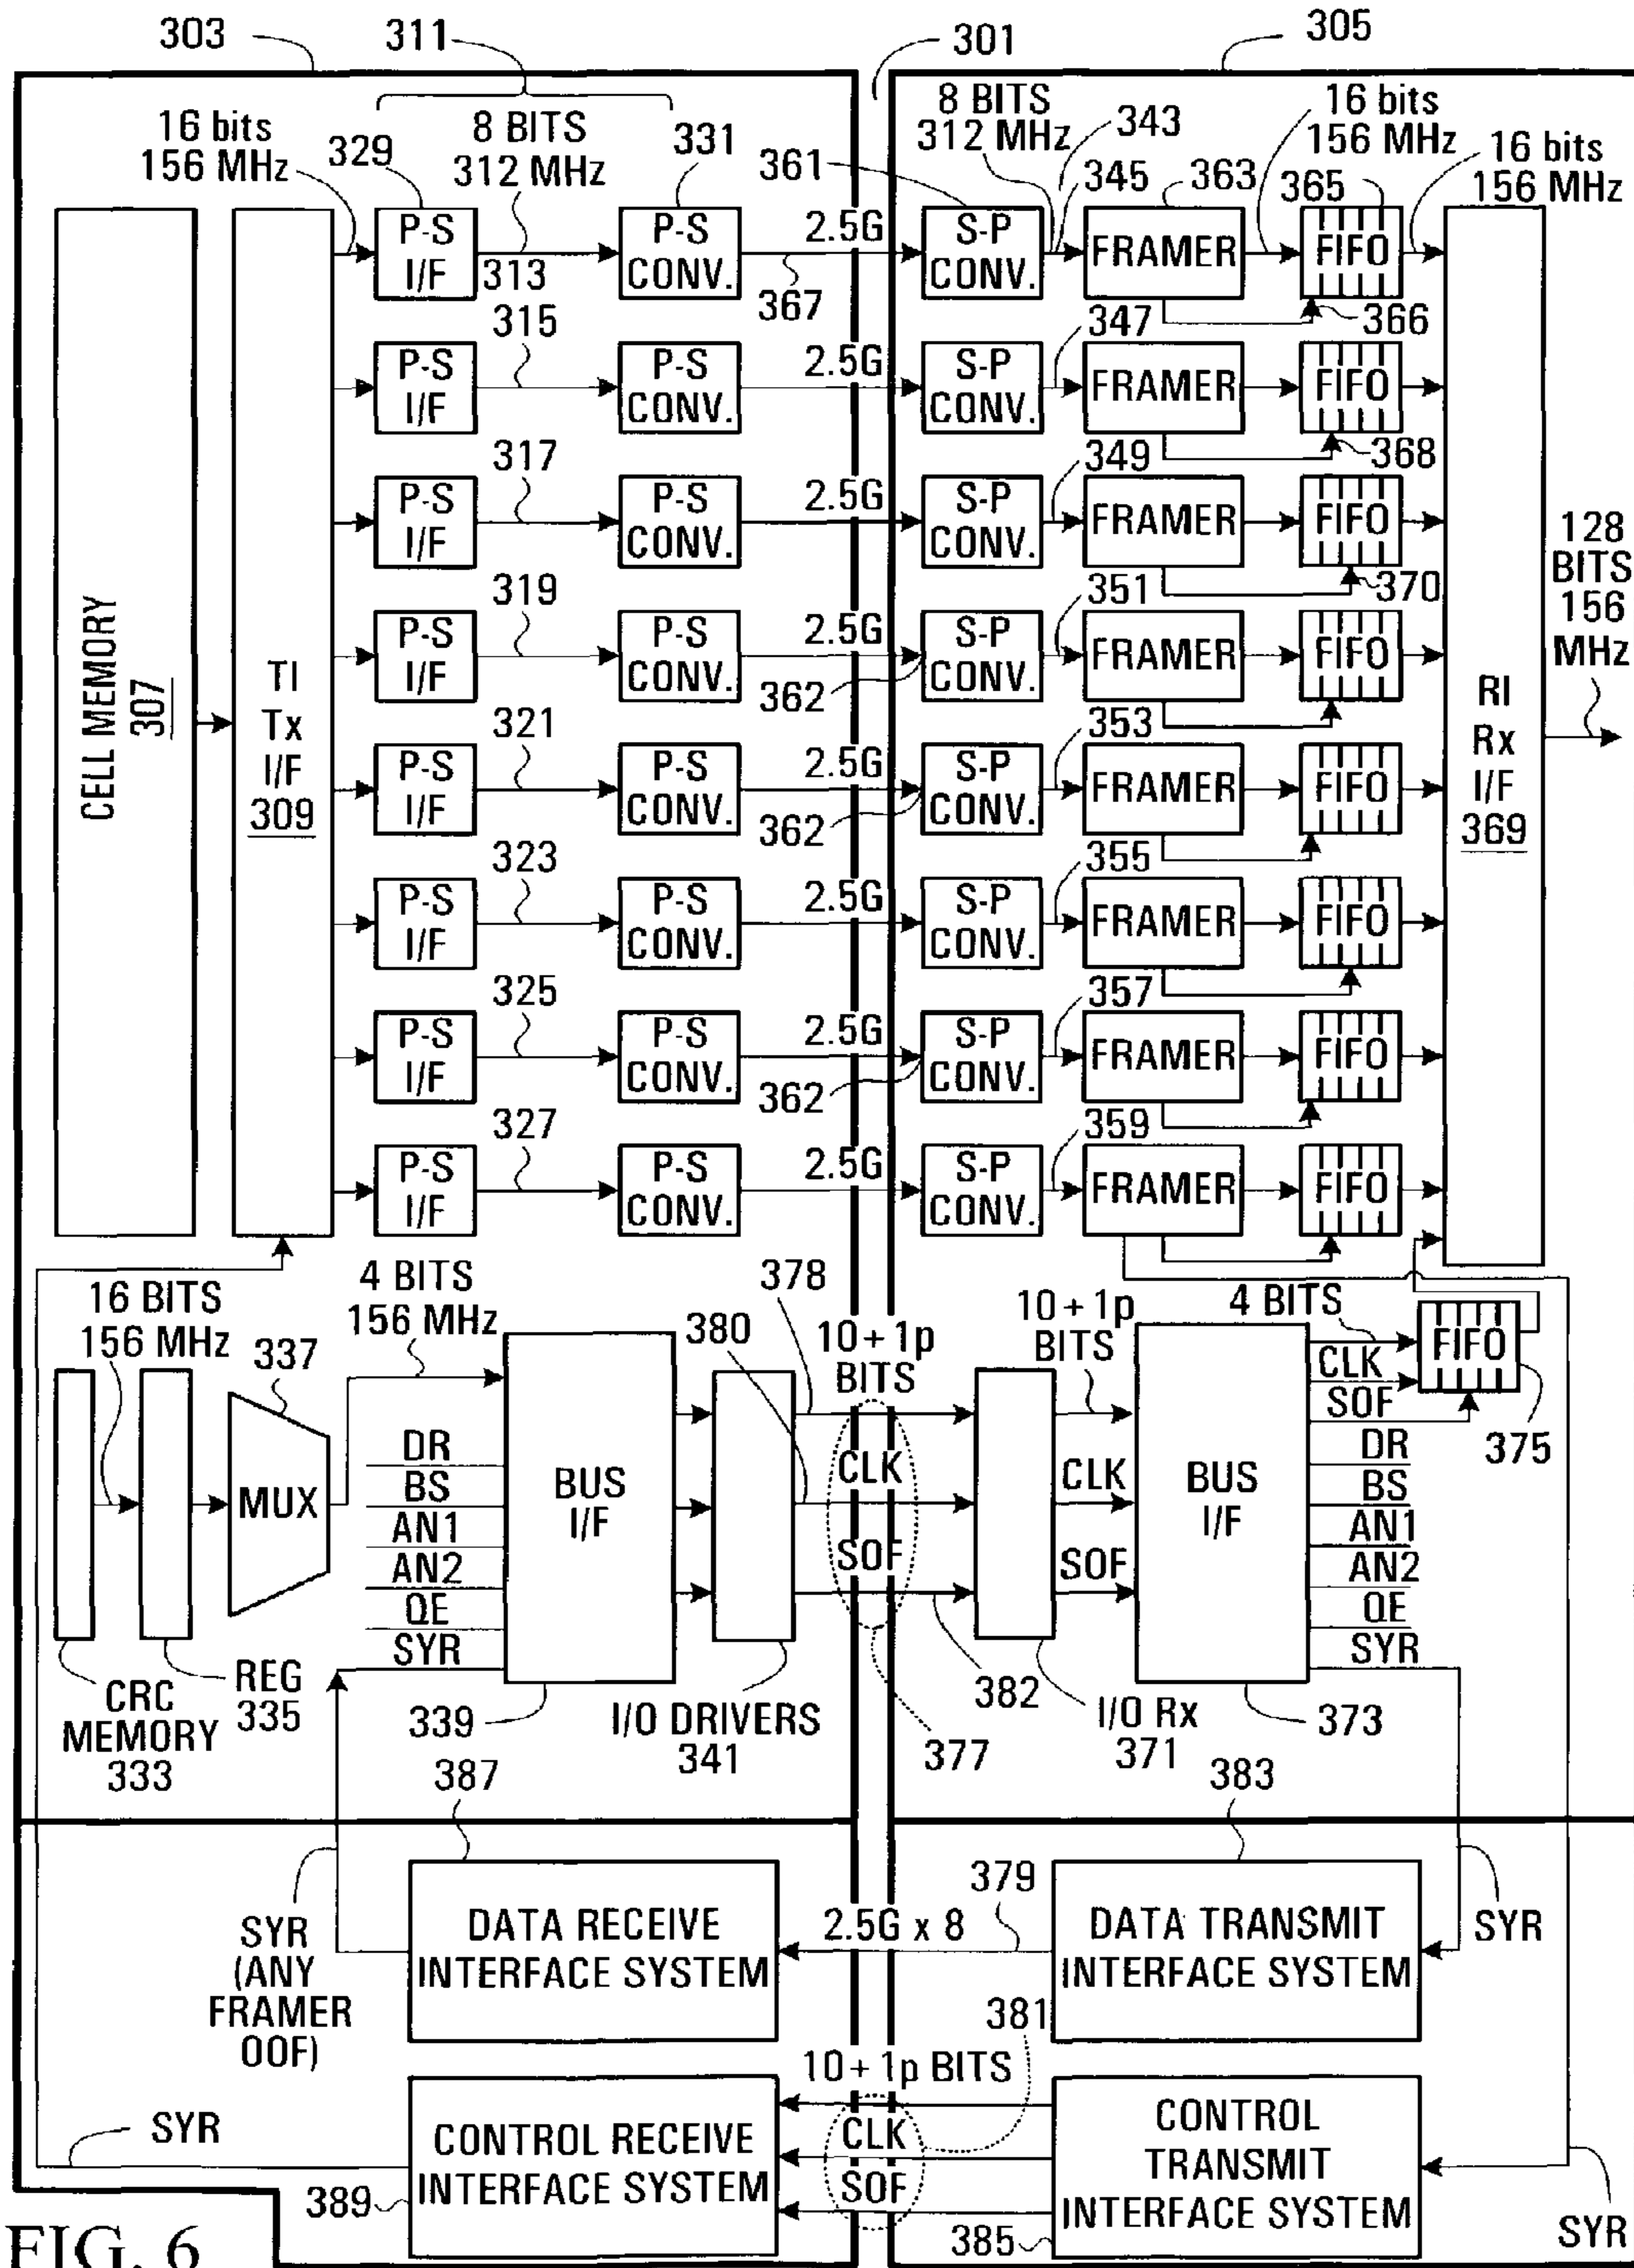 303
311
301
305
16 bits
156 MHz
329
8 BITS
312 MHz
331
361
8 BITS
312 MHz
343
345
363
16 bits
156 MHz
365
16 bits
156 MHz
P-S
I/F
313
P-S
CONV.
2.5G
367
S-P
CONV.
FRAMER
FIFO
366
315
P-S
I/F
P-S
CONV.
2.5G
S-P
CONV.
347
FRAMER
FIFO
368
317
P-S
I/F
P-S
CONV.
2.5G
S-P
CONV.
349
FRAMER
FIFO
370
128
BITS
156
MHz
319
P-S
I/F
P-S
CONV.
2.5G
362
S-P
CONV.
351
FRAMER
FIFO
CELL MEMORY
307
TI
Tx
I/F
309
RI
Rx
I/F
369
321
P-S
I/F
P-S
CONV.
2.5G
362
S-P
CONV.
353
FRAMER
FIFO
323
P-S
I/F
P-S
CONV.
2.5G
S-P
CONV.
355
FRAMER
FIFO
325
P-S
I/F
P-S
CONV.
2.5G
362
S-P
CONV.
357
FRAMER
FIFO
327
P-S
I/F
P-S
CONV.
2.5G
S-P
CONV.
359
FRAMER
FIFO
16 BITS
156 MHz
337
4 BITS
156 MHz
378
380
10 + 1p
BITS
10 + 1p
BITS
4 BITS
CLK
SOF
FIFO
375
MUX
DR
BS
AN1
AN2
QE
SYR
BUS
I/F
CLK
SOF
CLK
SOF
BUS
I/F
DR
BS
AN1
AN2
QE
SYR
CRC
MEMORY
333
REG
335
339
I/O DRIVERS
341
377
382
I/O Rx
371
373
387
383
SYR
(ANY
FRAMER
OOF)
DATA RECEIVE
INTERFACE SYSTEM
2.5G x 8
379
DATA TRANSMIT
INTERFACE SYSTEM
SYR
381
10 + 1p BITS
SYR
CONTROL RECEIVE
INTERFACE SYSTEM
389
CLK
SOF
CONTROL
TRANSMIT
INTERFACE SYSTEM
385
SYR
FIG. 6